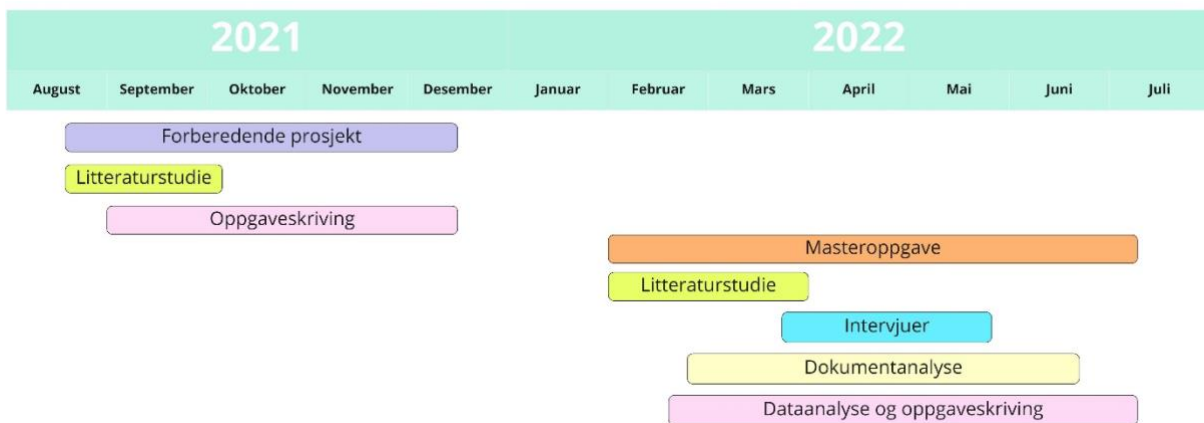 2021 2022
August September Oktober November Desember Januar Februar Mars April Mai Juni Juli
Forberedende prosjekt
Litteraturstudie
Oppgaveskriving
Masteroppgave
Litteraturstudie
Intervjuer
Dokumentanalyse
Dataanalyse og oppgaveskriving